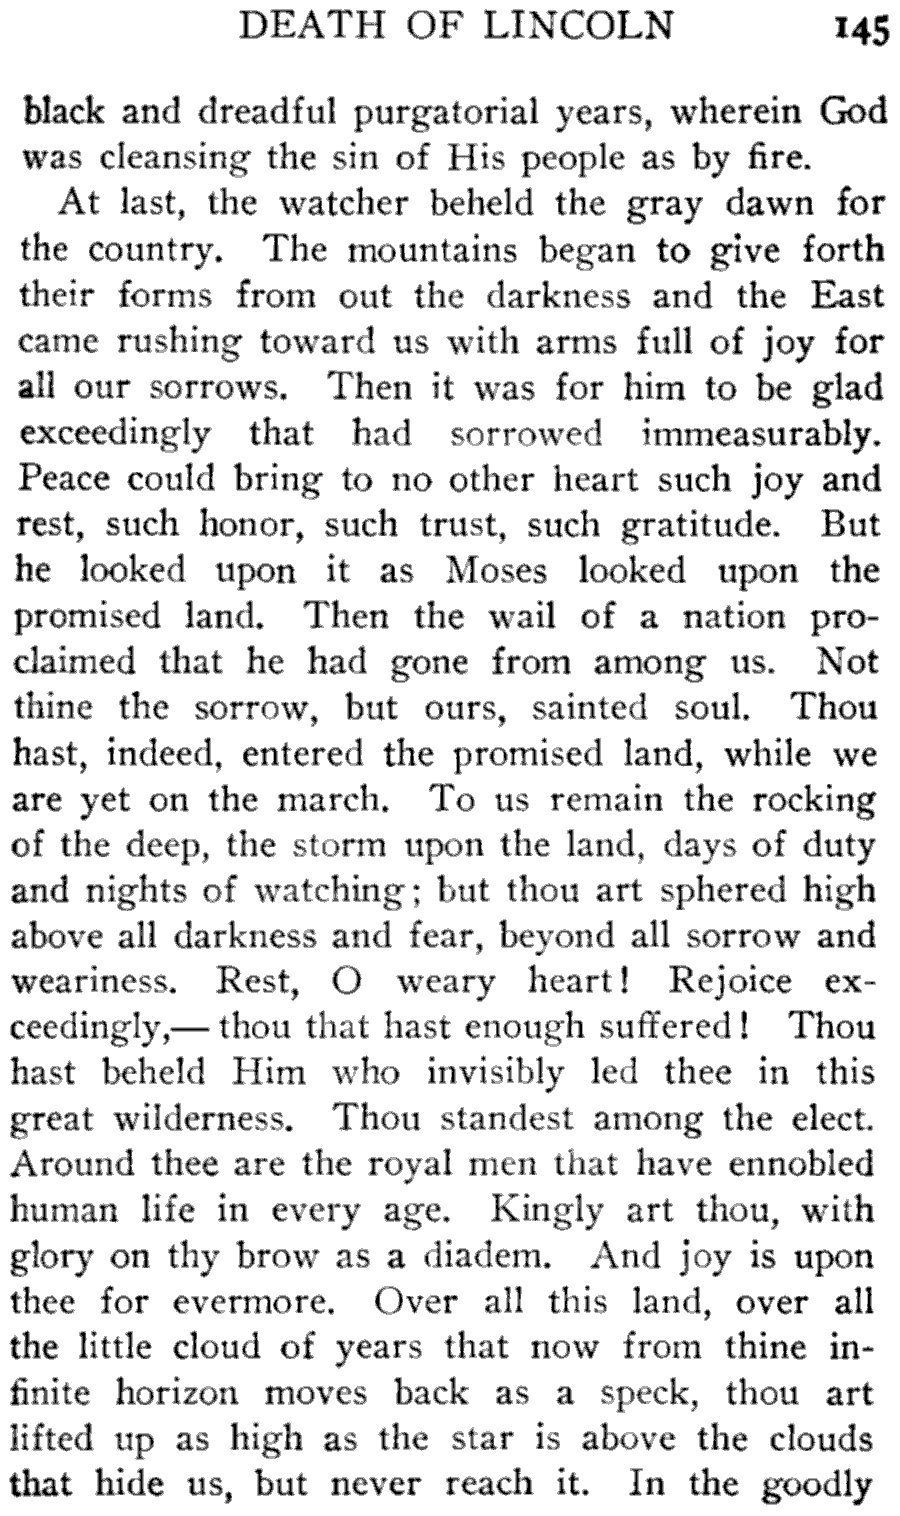 DEATH OF LINCOLN 145
black and dreadful purgatorial years, wherein God
was cleansing the sin of His people as by fire.
At last, the watcher beheld the gray dawn for
the country. The mountains began to give forth
their forms from out the darkness and the East
came rushing toward us with arms full of joy for
all our sorrows. Then it was for him to be glad
exceedingly that had sorrowed immeasurably.
Peace could bring to no other heart such joy and
rest, such honor, such trust, such gratitude. But
he looked upon it as Moses looked upon the
promised land. Then the wail of a nation pro-
claimed that he had gone from among us. Not
thine the sorrow, but ours, sainted soul. Thou
hast, indeed, entered the promised land, while we
are yet on the march. To us remain the rocking
of the deep, the storm upon the land, days of duty
and nights of watching; but thou art sphered high
above all darkness and fear, beyond all sorrow and
weariness. Rest, O weary heart! Rejoice ex-
ceedingly,— thou that hast enough suffered! Thou
hast beheld Him who invisibly led thee in this
great wilderness. Thou standest among the elect.
Around thee are the royal men that have ennobled
human life in every age. Kingly art thou, with
glory on thy brow as a diadem. And joy is upon
thee for evermore. Over all this land, over all
the little cloud of years that now from thine in-
finite horizon moves back as a speck, thou art
lifted up as high as the star is above the clouds
that hide us, but never reach it. In the goodly